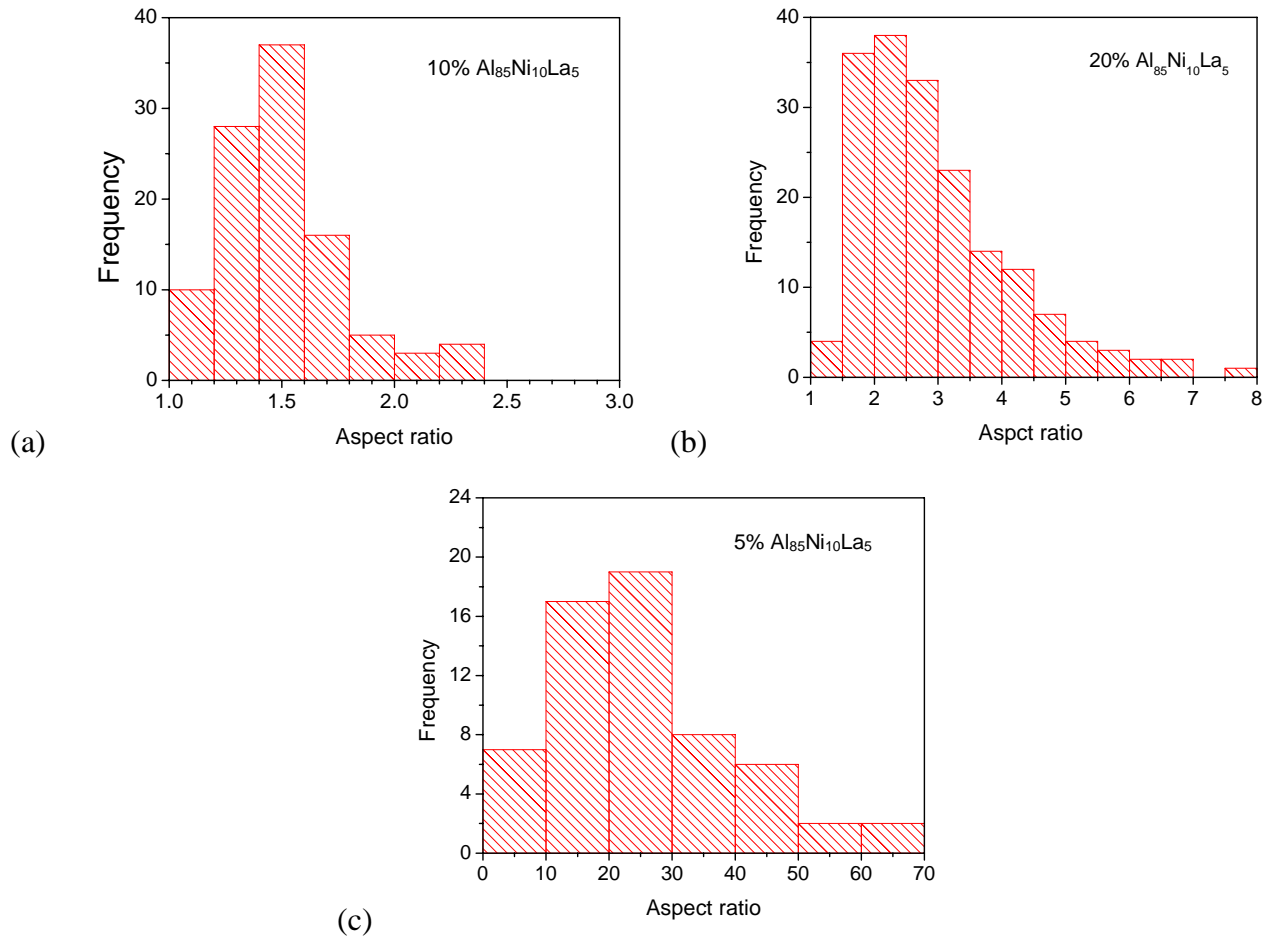 40
30
20
10
0
Frequency
10% Al₈₅Ni₁₀La₅
1.0 1.5 2.0 2.5 3.0
Aspect ratio
(a)
40
30
20
10
0
Frequency
20% Al₈₅Ni₁₀La₅
1 2 3 4 5 6 7 8
Aspct ratio
(b)
24
20
16
12
8
4
0
Frequency
5% Al₈₅Ni₁₀La₅
0 10 20 30 40 50 60 70
Aspect ratio
(c)